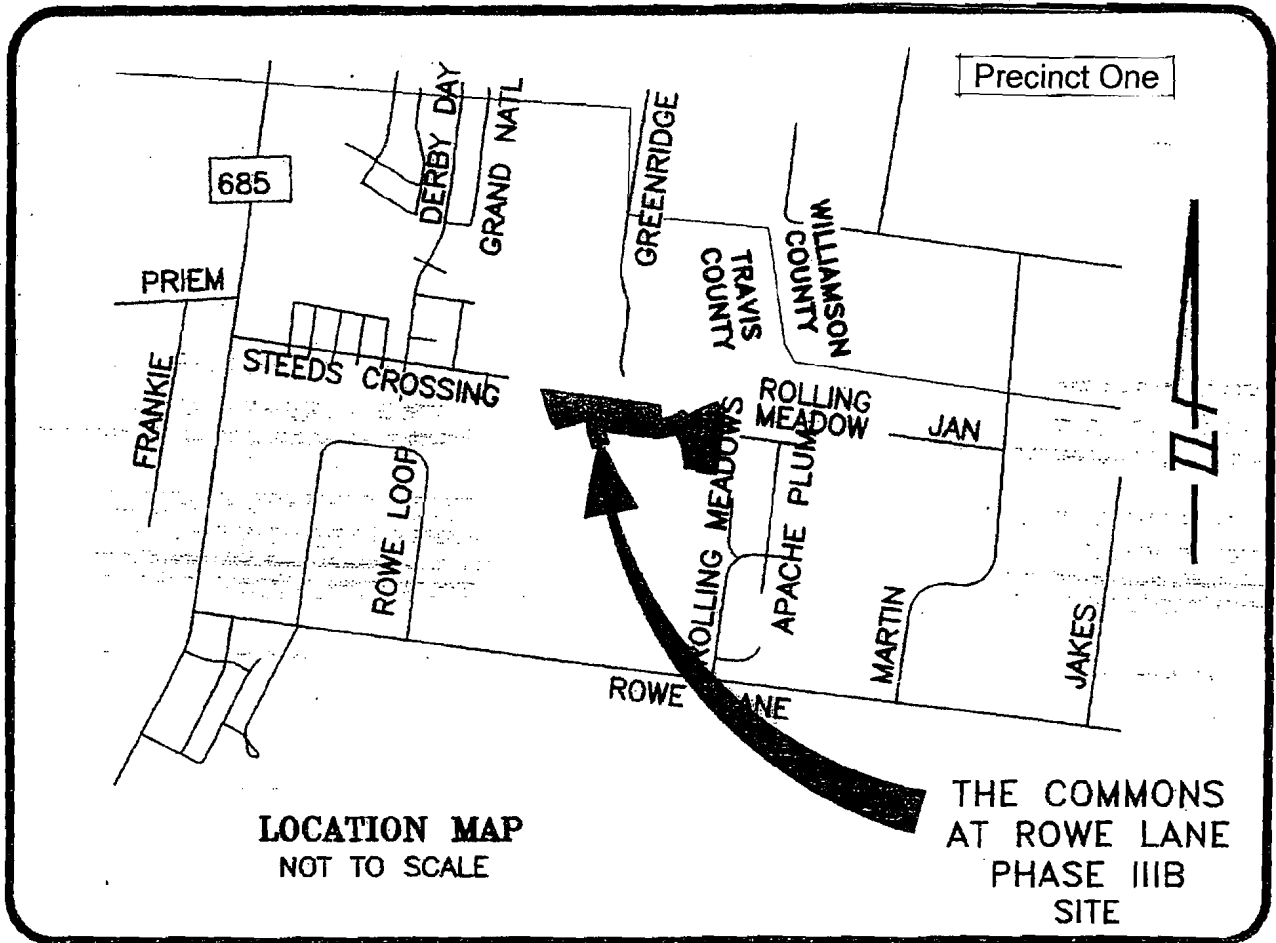 Precinct One
DERBY DAY
GRAND NATL
GREENRIDGE
685
WILLIAMSON
COUNTY
TRAVIS
COUNTY
PRIEM
FRANKIE
STEEDS CROSSING
ROLLING
MEADOW
JAN
ROLLING MEADOWS
APACHE PLUM
ROWE LOOP
MARTIN
JAKES
ROWE LANE
LOCATION MAP
NOT TO SCALE
THE COMMONS
AT ROWE LANE
PHASE IIIB
SITE